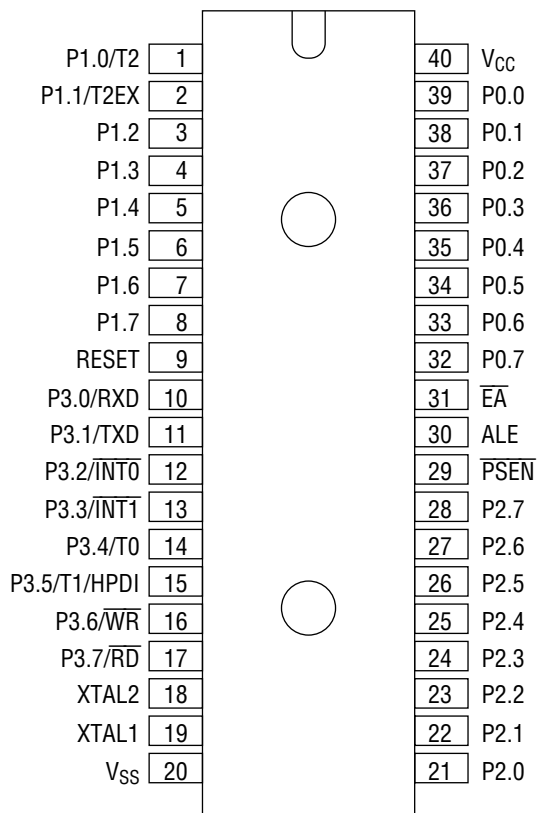 P1.0/T2 1 40 VCC
P1.1/T2EX 2 39 P0.0
P1.2 3 38 P0.1
P1.3 4 37 P0.2
P1.4 5 36 P0.3
P1.5 6 35 P0.4
P1.6 7 34 P0.5
P1.7 8 33 P0.6
RESET 9 32 P0.7
P3.0/RXD 10 31 E̅A̅
P3.1/TXD 11 30 ALE
P3.2/I̅N̅T̅0̅ 12 29 P̅S̅E̅N̅
P3.3/I̅N̅T̅1̅ 13 28 P2.7
P3.4/T0 14 27 P2.6
P3.5/T1/HPDI 15 26 P2.5
P3.6/W̅R̅ 16 25 P2.4
P3.7/R̅D̅ 17 24 P2.3
XTAL2 18 23 P2.2
XTAL1 19 22 P2.1
VSS 20 21 P2.0